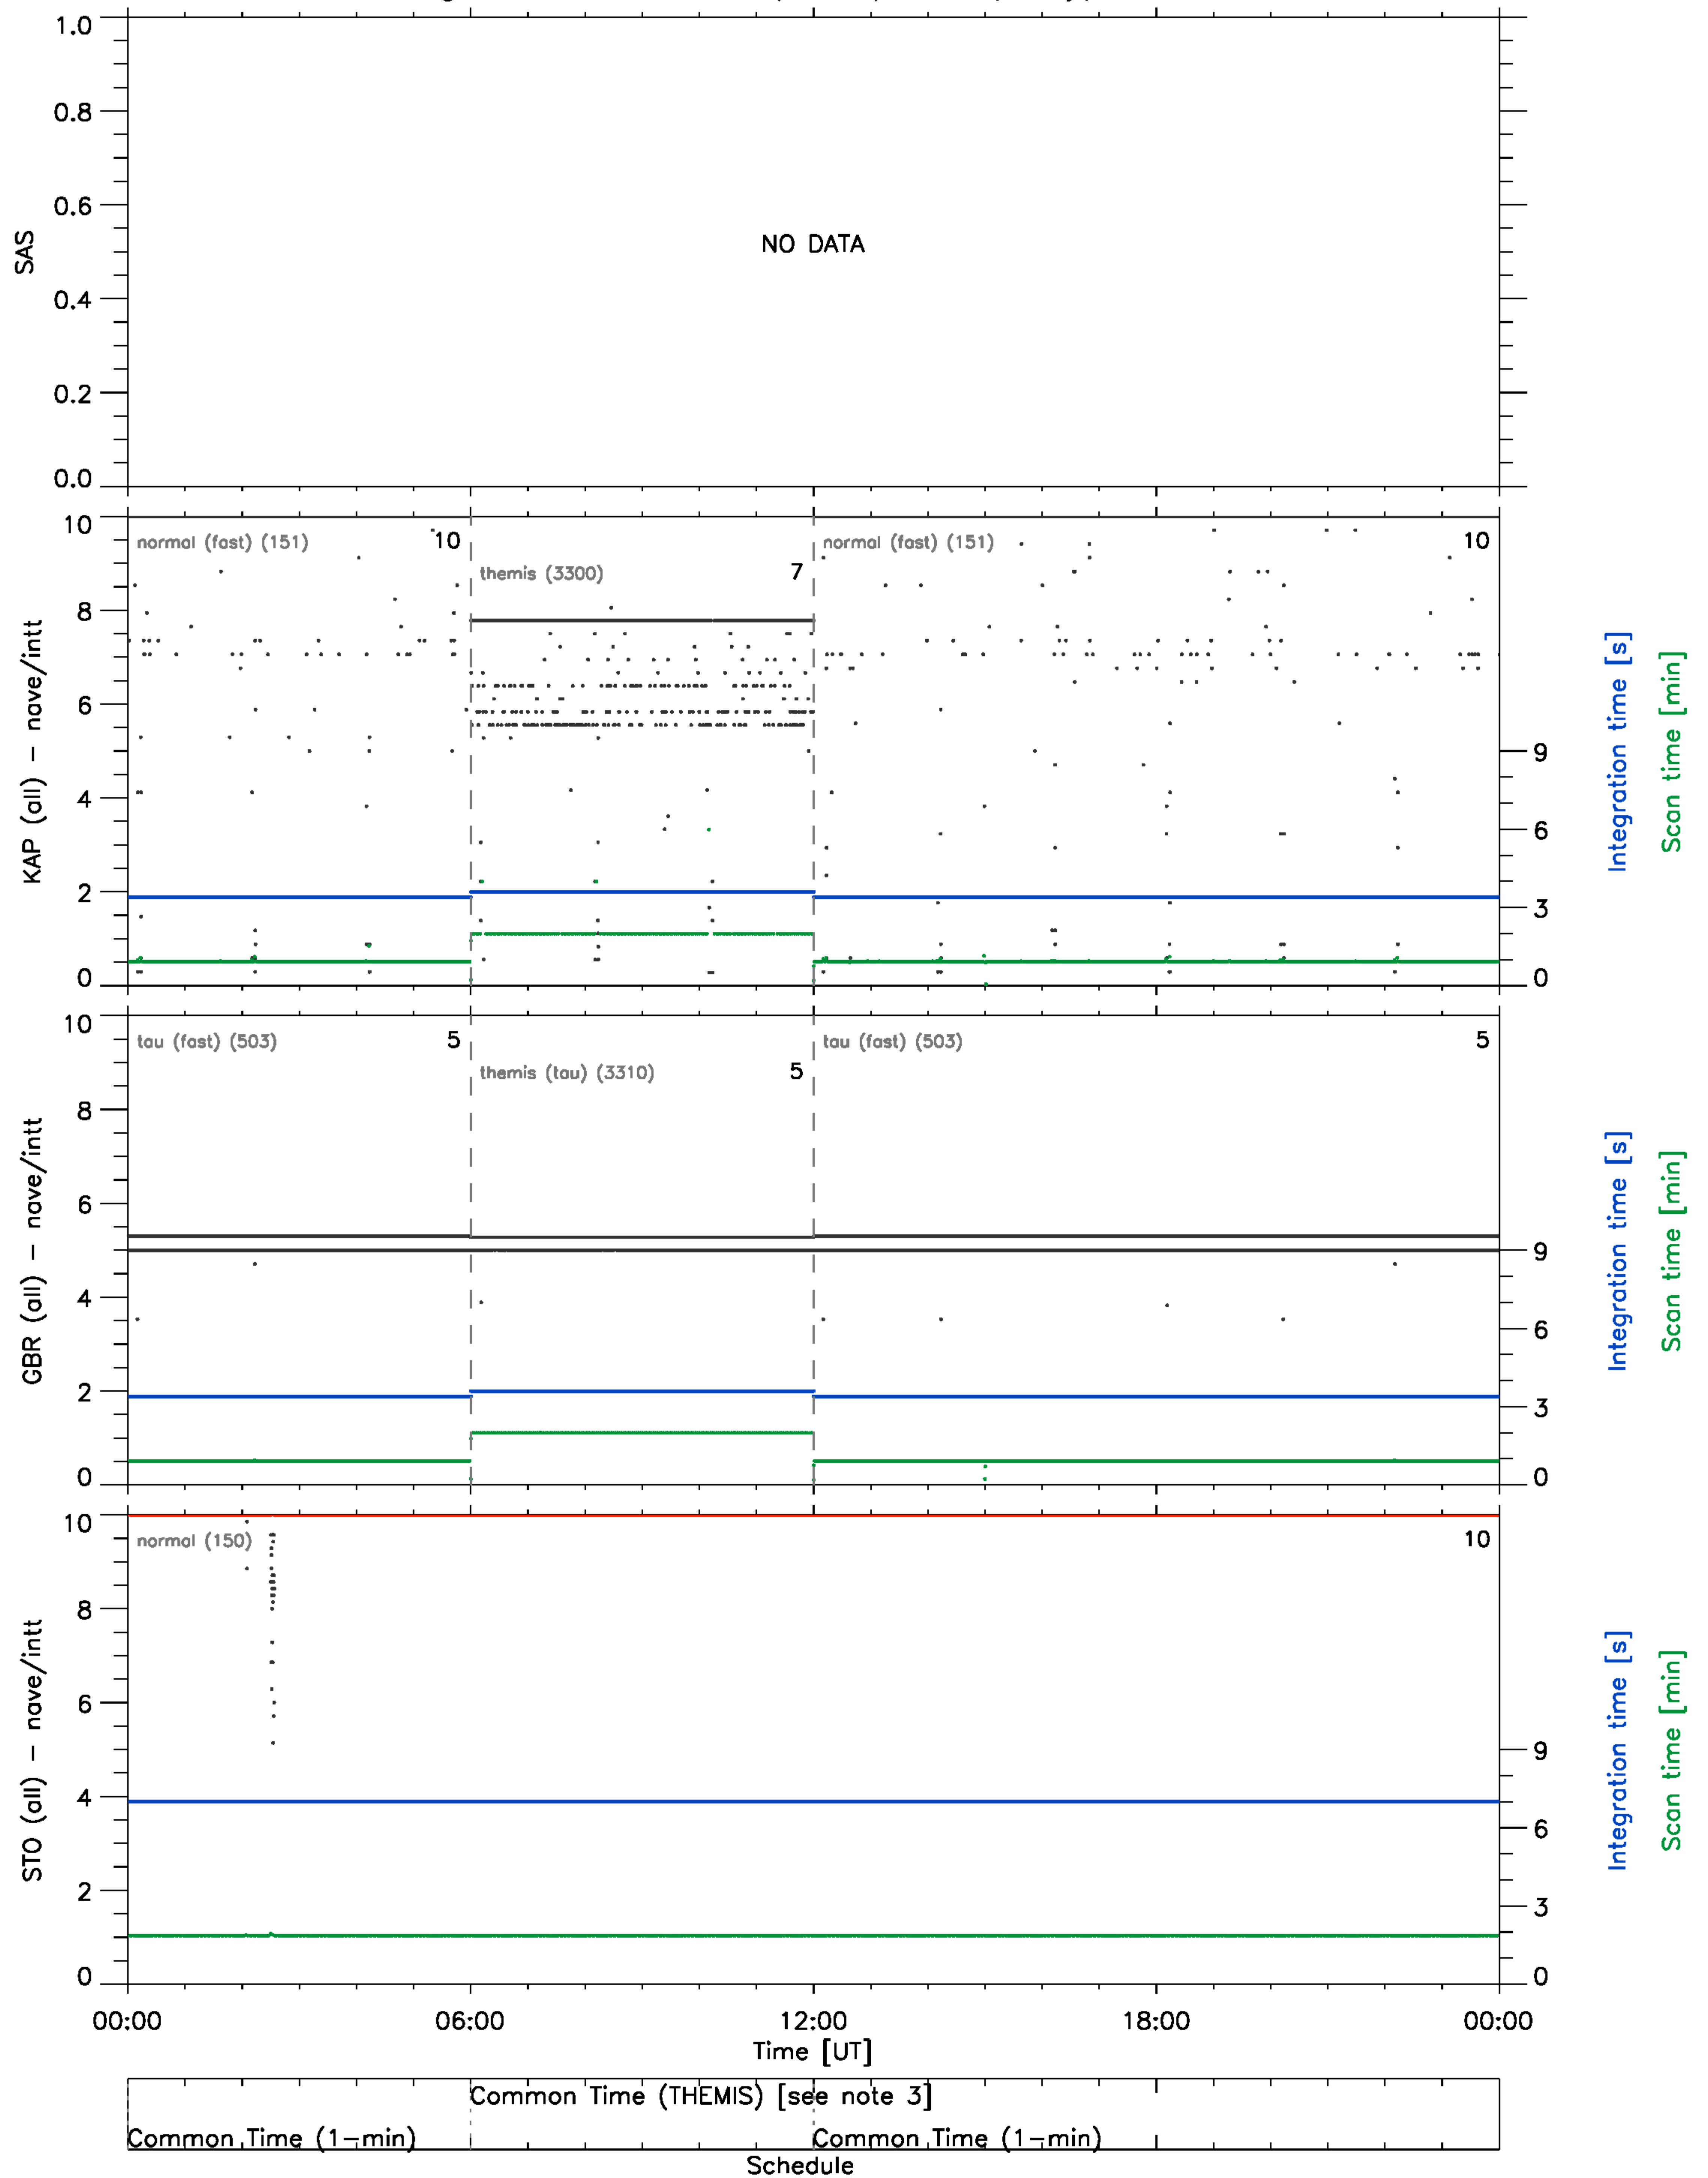 1.0
0.8
0.6
0.4
0.2
0.0
SAS
NO DATA
10
8
6
4
2
0
KAP (all) - nave/intt
normal (fast) (151) 10
themis (3300) 7
normal (fast) (151) 10
9
6
3
0
Integration time [s]
Scan time [min]
10
8
6
4
2
0
GBR (all) - nave/intt
tau (fast) (503) 5
themis (tau) (3310) 5
tau (fast) (503) 5
9
6
3
0
Integration time [s]
Scan time [min]
10
8
6
4
2
0
STO (all) - nave/intt
normal (150) 10
9
6
3
0
Integration time [s]
Scan time [min]
00:00 06:00 12:00 18:00 00:00
Time [UT]
Common Time (THEMIS) [see note 3]
Common Time (1-min) Common Time (1-min)
Schedule